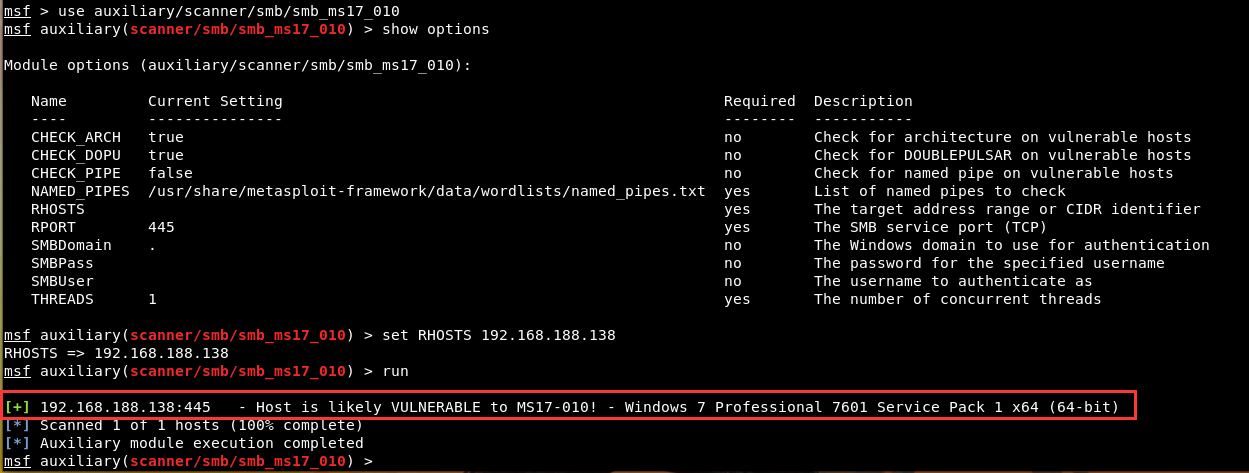 msf > use auxiliary/scanner/smb/smb_ms17_010
msf auxiliary(scanner/smb/smb_ms17_010) > show options
Module options (auxiliary/scanner/smb/smb_ms17_010):
Name Current Setting Required Description
---- --------------- -------- -----------
CHECK_ARCH true no Check for architecture on vulnerable hosts
CHECK_DOPU true no Check for DOUBLEPULSAR on vulnerable hosts
CHECK_PIPE false no Check for named pipe on vulnerable hosts
NAMED_PIPES /usr/share/metasploit-framework/data/wordlists/named_pipes.txt yes List of named pipes to check
RHOSTS yes The target address range or CIDR identifier
RPORT 445 yes The SMB service port (TCP)
SMBDomain . no The Windows domain to use for authentication
SMBPass no The password for the specified username
SMBUser no The username to authenticate as
THREADS 1 yes The number of concurrent threads
msf auxiliary(scanner/smb/smb_ms17_010) > set RHOSTS 192.168.188.138
RHOSTS => 192.168.188.138
msf auxiliary(scanner/smb/smb_ms17_010) > run
[+] 192.168.188.138:445 - Host is likely VULNERABLE to MS17-010! - Windows 7 Professional 7601 Service Pack 1 x64 (64-bit)
[*] Scanned 1 of 1 hosts (100% complete)
[*] Auxiliary module execution completed
msf auxiliary(scanner/smb/smb_ms17_010) >